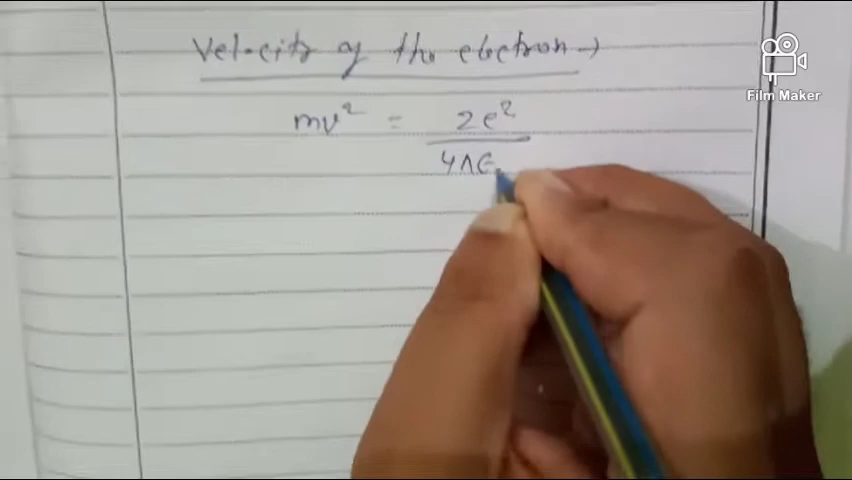 Velocity of the electron →
mv² = 2e²
4πε
Film Maker